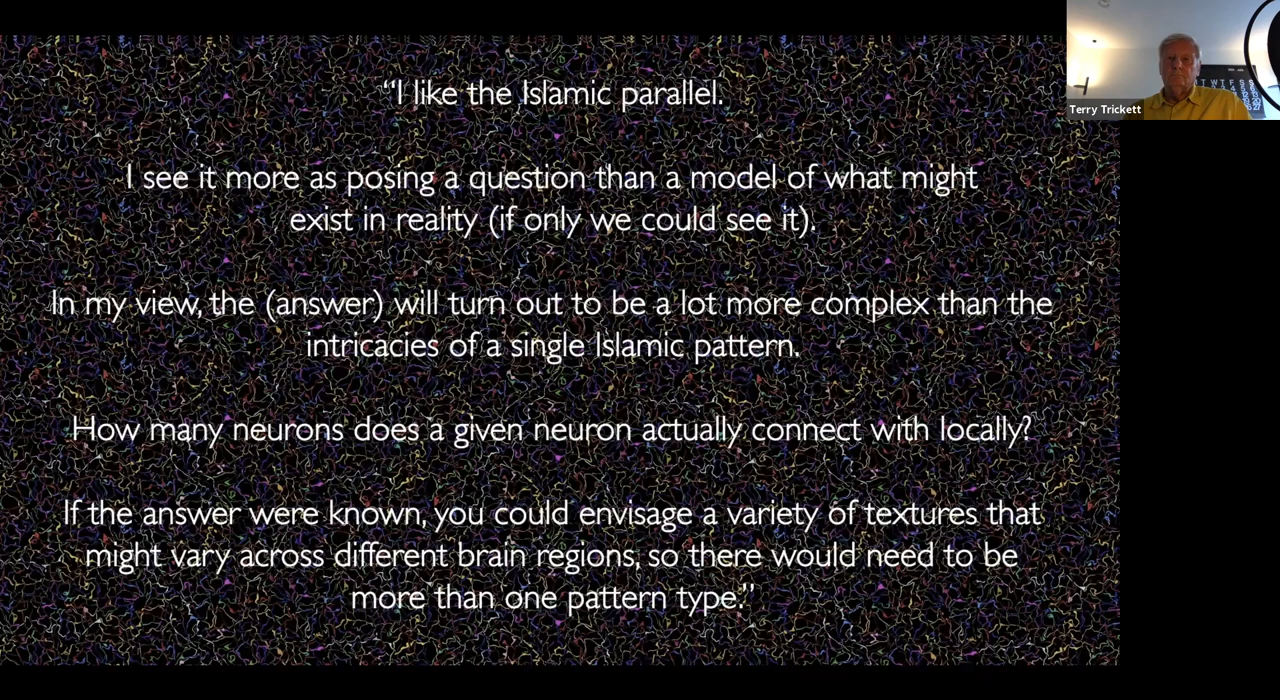 “I like the Islamic parallel.
I see it more as posing a question than a model of what might
exist in reality (if only we could see it).
In my view, the (answer) will turn out to be a lot more complex than the
intricacies of a single Islamic pattern.
How many neurons does a given neuron actually connect with locally?
If the answer were known, you could envisage a variety of textures that
might vary across different brain regions, so there would need to be
more than one pattern type.”
Terry Trickett
T W T F S S